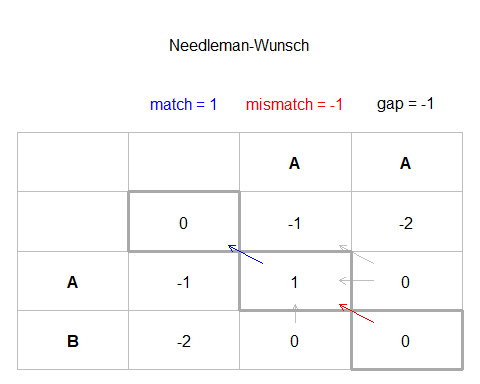 Needleman-Wunsch
match = 1 mismatch = -1 gap = -1
A A
0 -1 -2
A -1 1 0
B -2 0 0